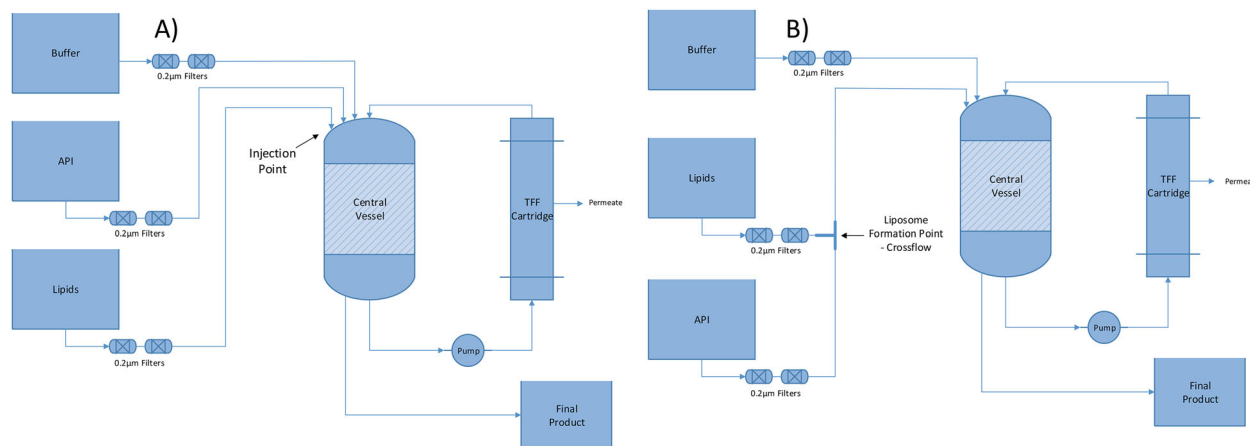 A)
Buffer
0.2µm Filters
API
0.2µm Filters
Lipids
0.2µm Filters
Injection
Point
Central
Vessel
TFF
Cartridge
Permeate
Pump
Final
Product
B)
Buffer
0.2µm Filters
Lipids
0.2µm Filters
API
0.2µm Filters
Liposome
Formation Point
- Crossflow
Central
Vessel
TFF
Cartridge
Permea
Pump
Final
Product